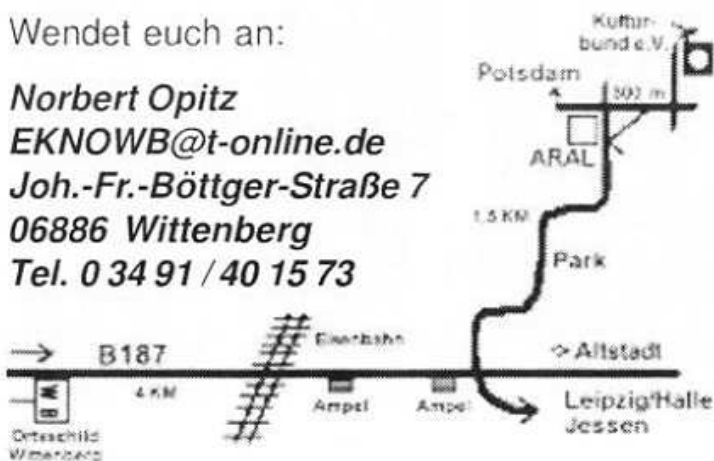 Wendet euch an:
Norbert Opitz
EKNOWB@t-online.de
Joh.-Fr.-Böttger-Straße 7
06886 Wittenberg
Tel. 0 34 91 / 40 15 73
Kultur-
bund e.V.
Potsdam
800 m
ARAL
1,5 KM
Park
Eisenbahn
B187
Altstadt
4 KM
Ampel
Ampel
Leipzig/Halle
Jessen
Ortsschild
Wittenberg